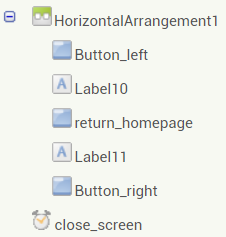 HorizontalArrangement1
Button_left
A Label10
return_homepage
A Label11
Button_right
close_screen